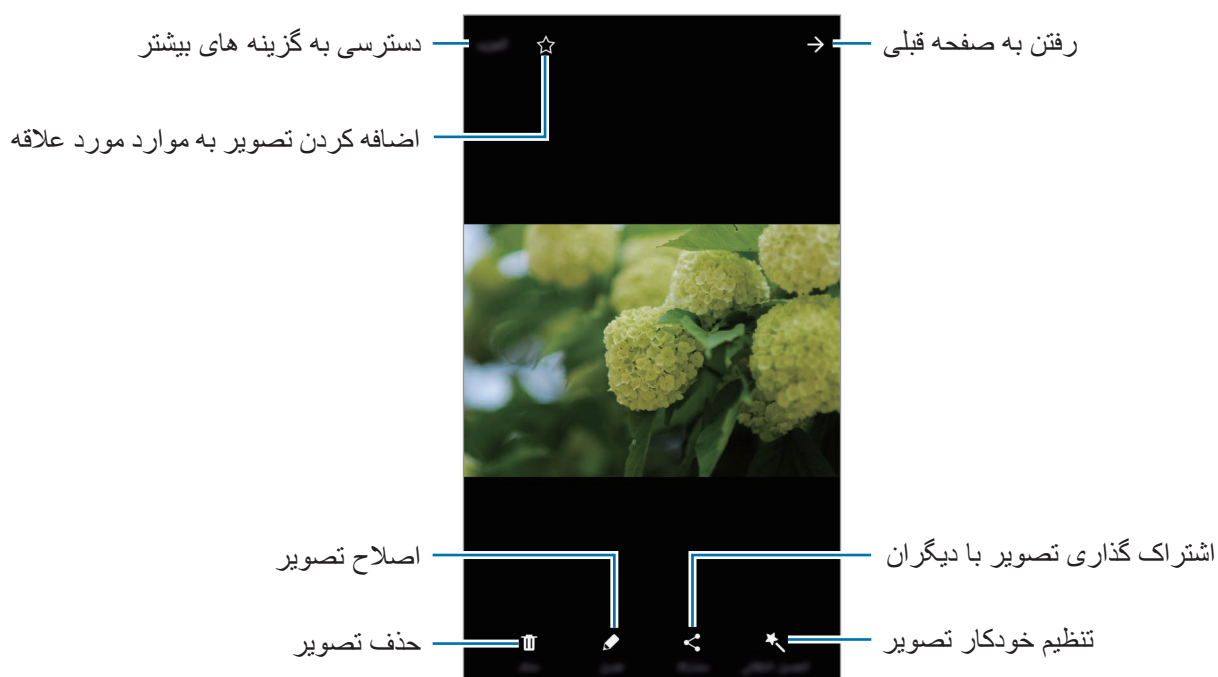 رفتن به صفحه قبلی
دسترسی به گزینه های بیشتر
اضافه کردن تصویر به موارد مورد علاقه
اشتراک گذاری تصویر با دیگران
اصلاح تصویر
تنظیم خودکار تصویر
حذف تصویر